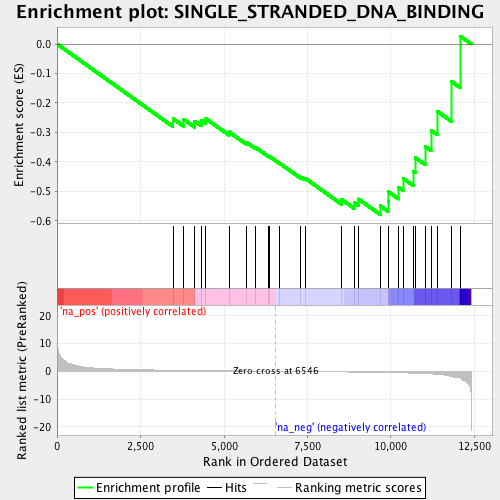 Enrichment plot: SINGLE_STRANDED_DNA_BINDING
Enrichment score (ES)
0.0
-0.1
-0.2
-0.3
-0.4
-0.5
-0.6
'na_pos' (positively correlated)
Ranked list metric (PreRanked)
20
10
0
-10
-20
Zero cross at 6546
'na_neg' (negatively correlated)
0
2,500
5,000
7,500
10,000
12,500
Rank in Ordered Dataset
Enrichment profile
Hits
Ranking metric scores